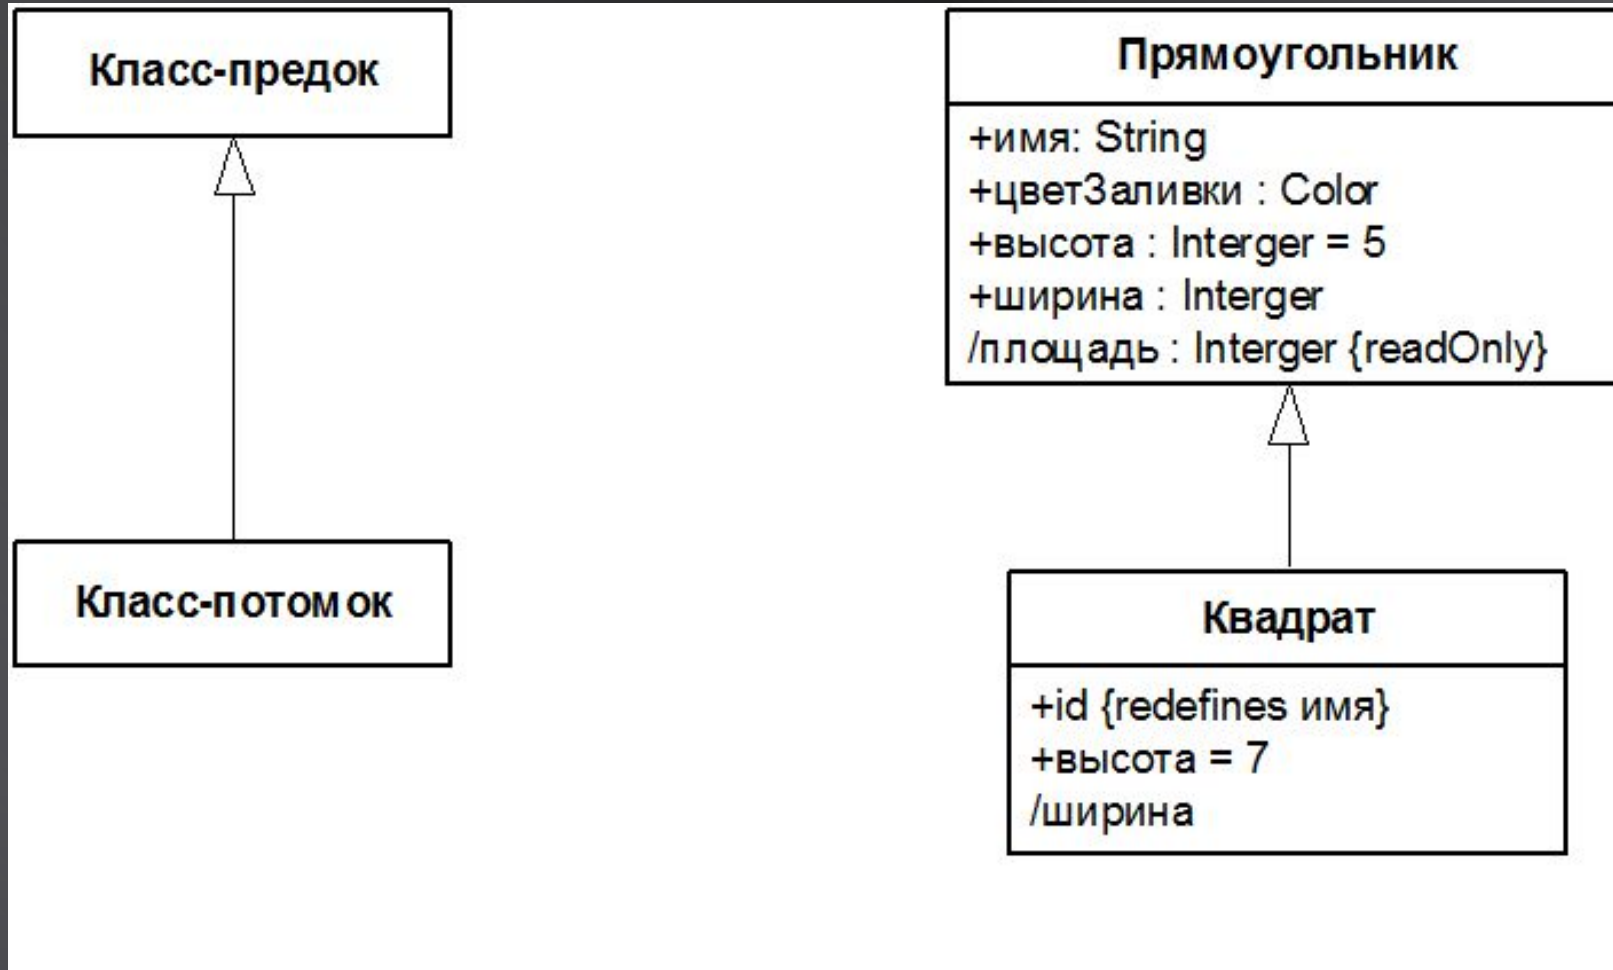 Класс-предок
Класс-потомок
Прямоугольник
+имя: String
+цветЗаливки : Color
+высота : Interger = 5
+ширина : Interger
/площадь : Interger {readOnly}
Квадрат
+id {redefines имя}
+высота = 7
/ширина